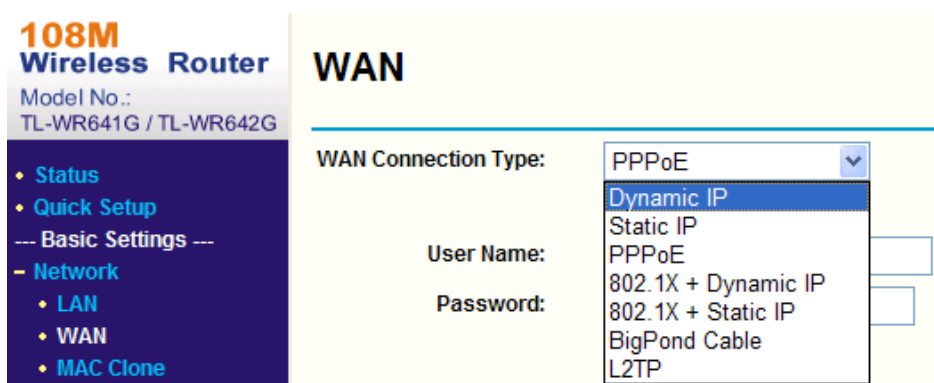 108M
Wireless Router
Model No.:
TL-WR641G / TL-WR642G
• Status
• Quick Setup
--- Basic Settings ---
– Network
• LAN
• WAN
• MAC Clone
WAN
WAN Connection Type:
PPPoE
Dynamic IP
Static IP
PPPoE
802.1X + Dynamic IP
802.1X + Static IP
BigPond Cable
L2TP
User Name:
Password: